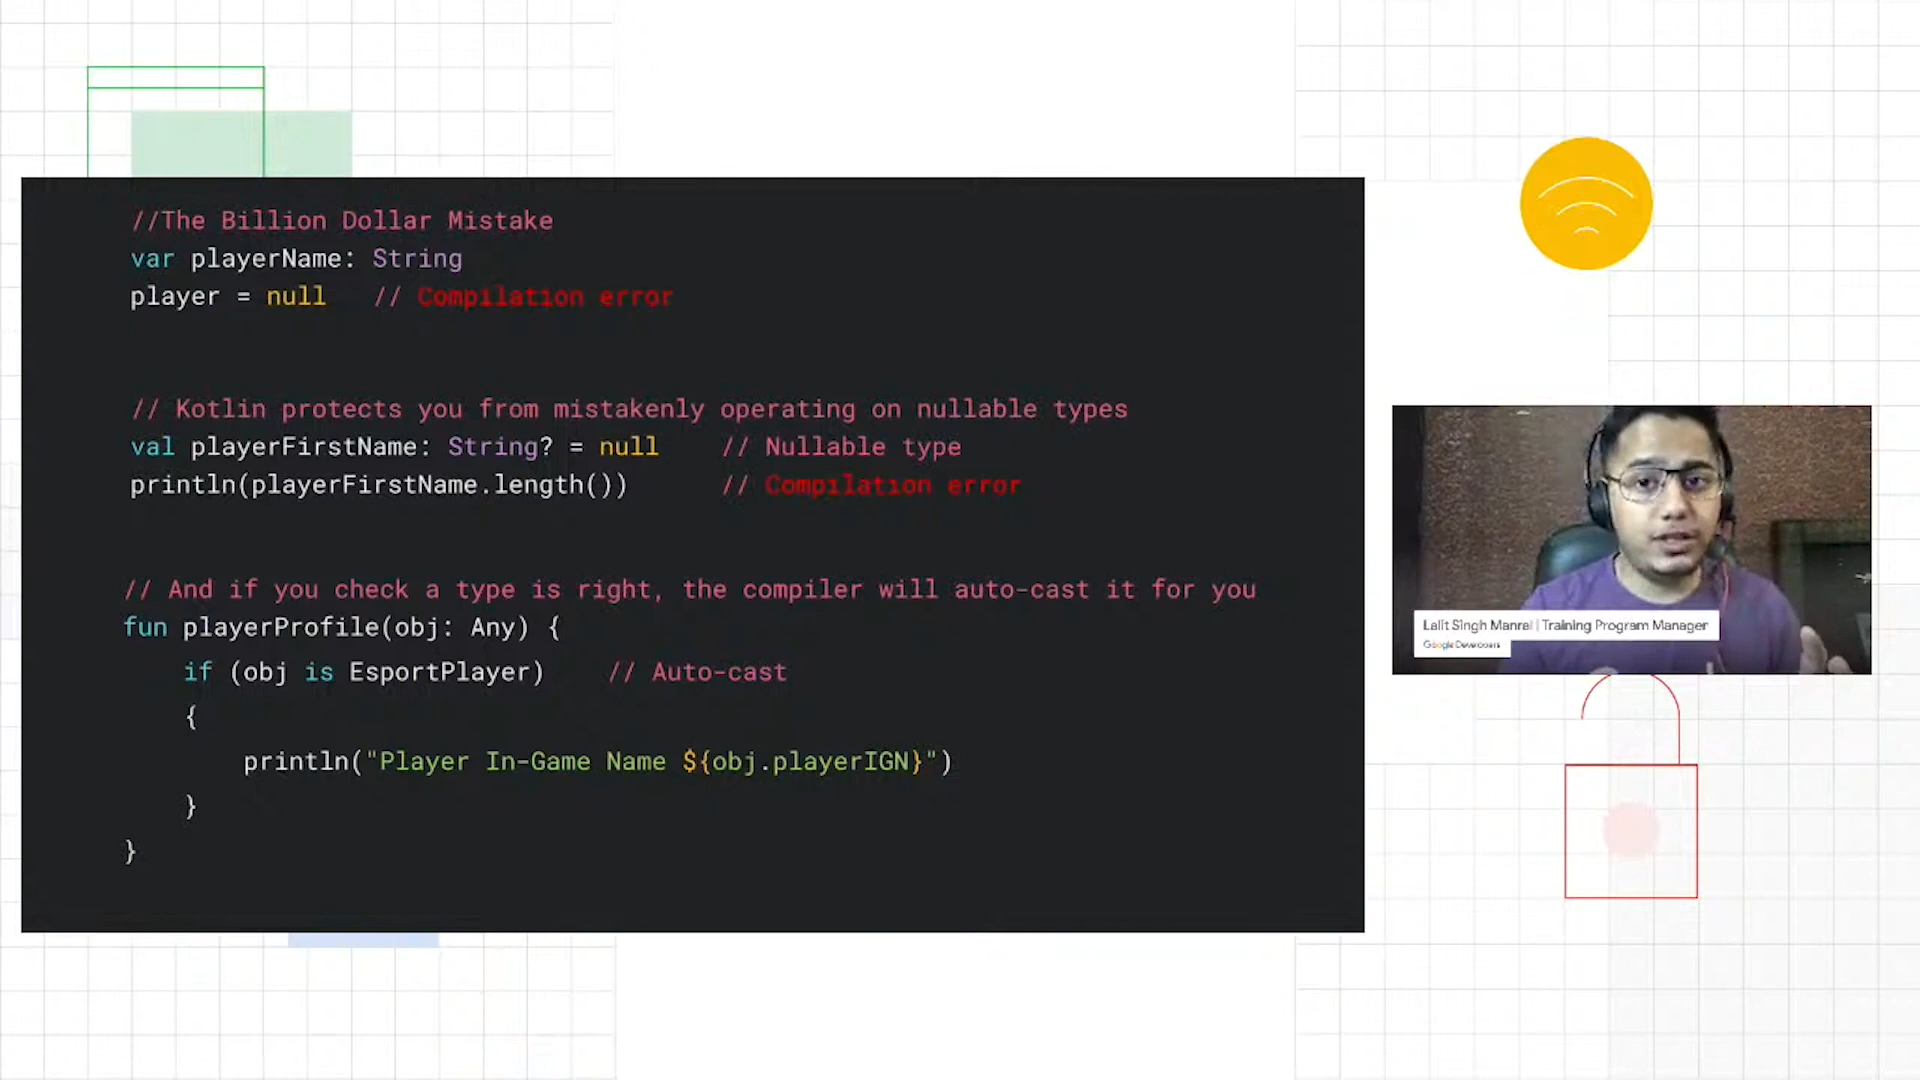 //The Billion Dollar Mistake
var playerName: String
player = null   // Compilation error
// Kotlin protects you from mistakenly operating on nullable types
val playerFirstName: String? = null    // Nullable type
println(playerFirstName.length())      // Compilation error
// And if you check a type is right, the compiler will auto-cast it for you
fun playerProfile(obj: Any) {
    if (obj is EsportPlayer)    // Auto-cast
    {
        println("Player In-Game Name ${obj.playerIGN}")
    }
}
Lalit Singh Manral | Training Program Manager
Google Developers